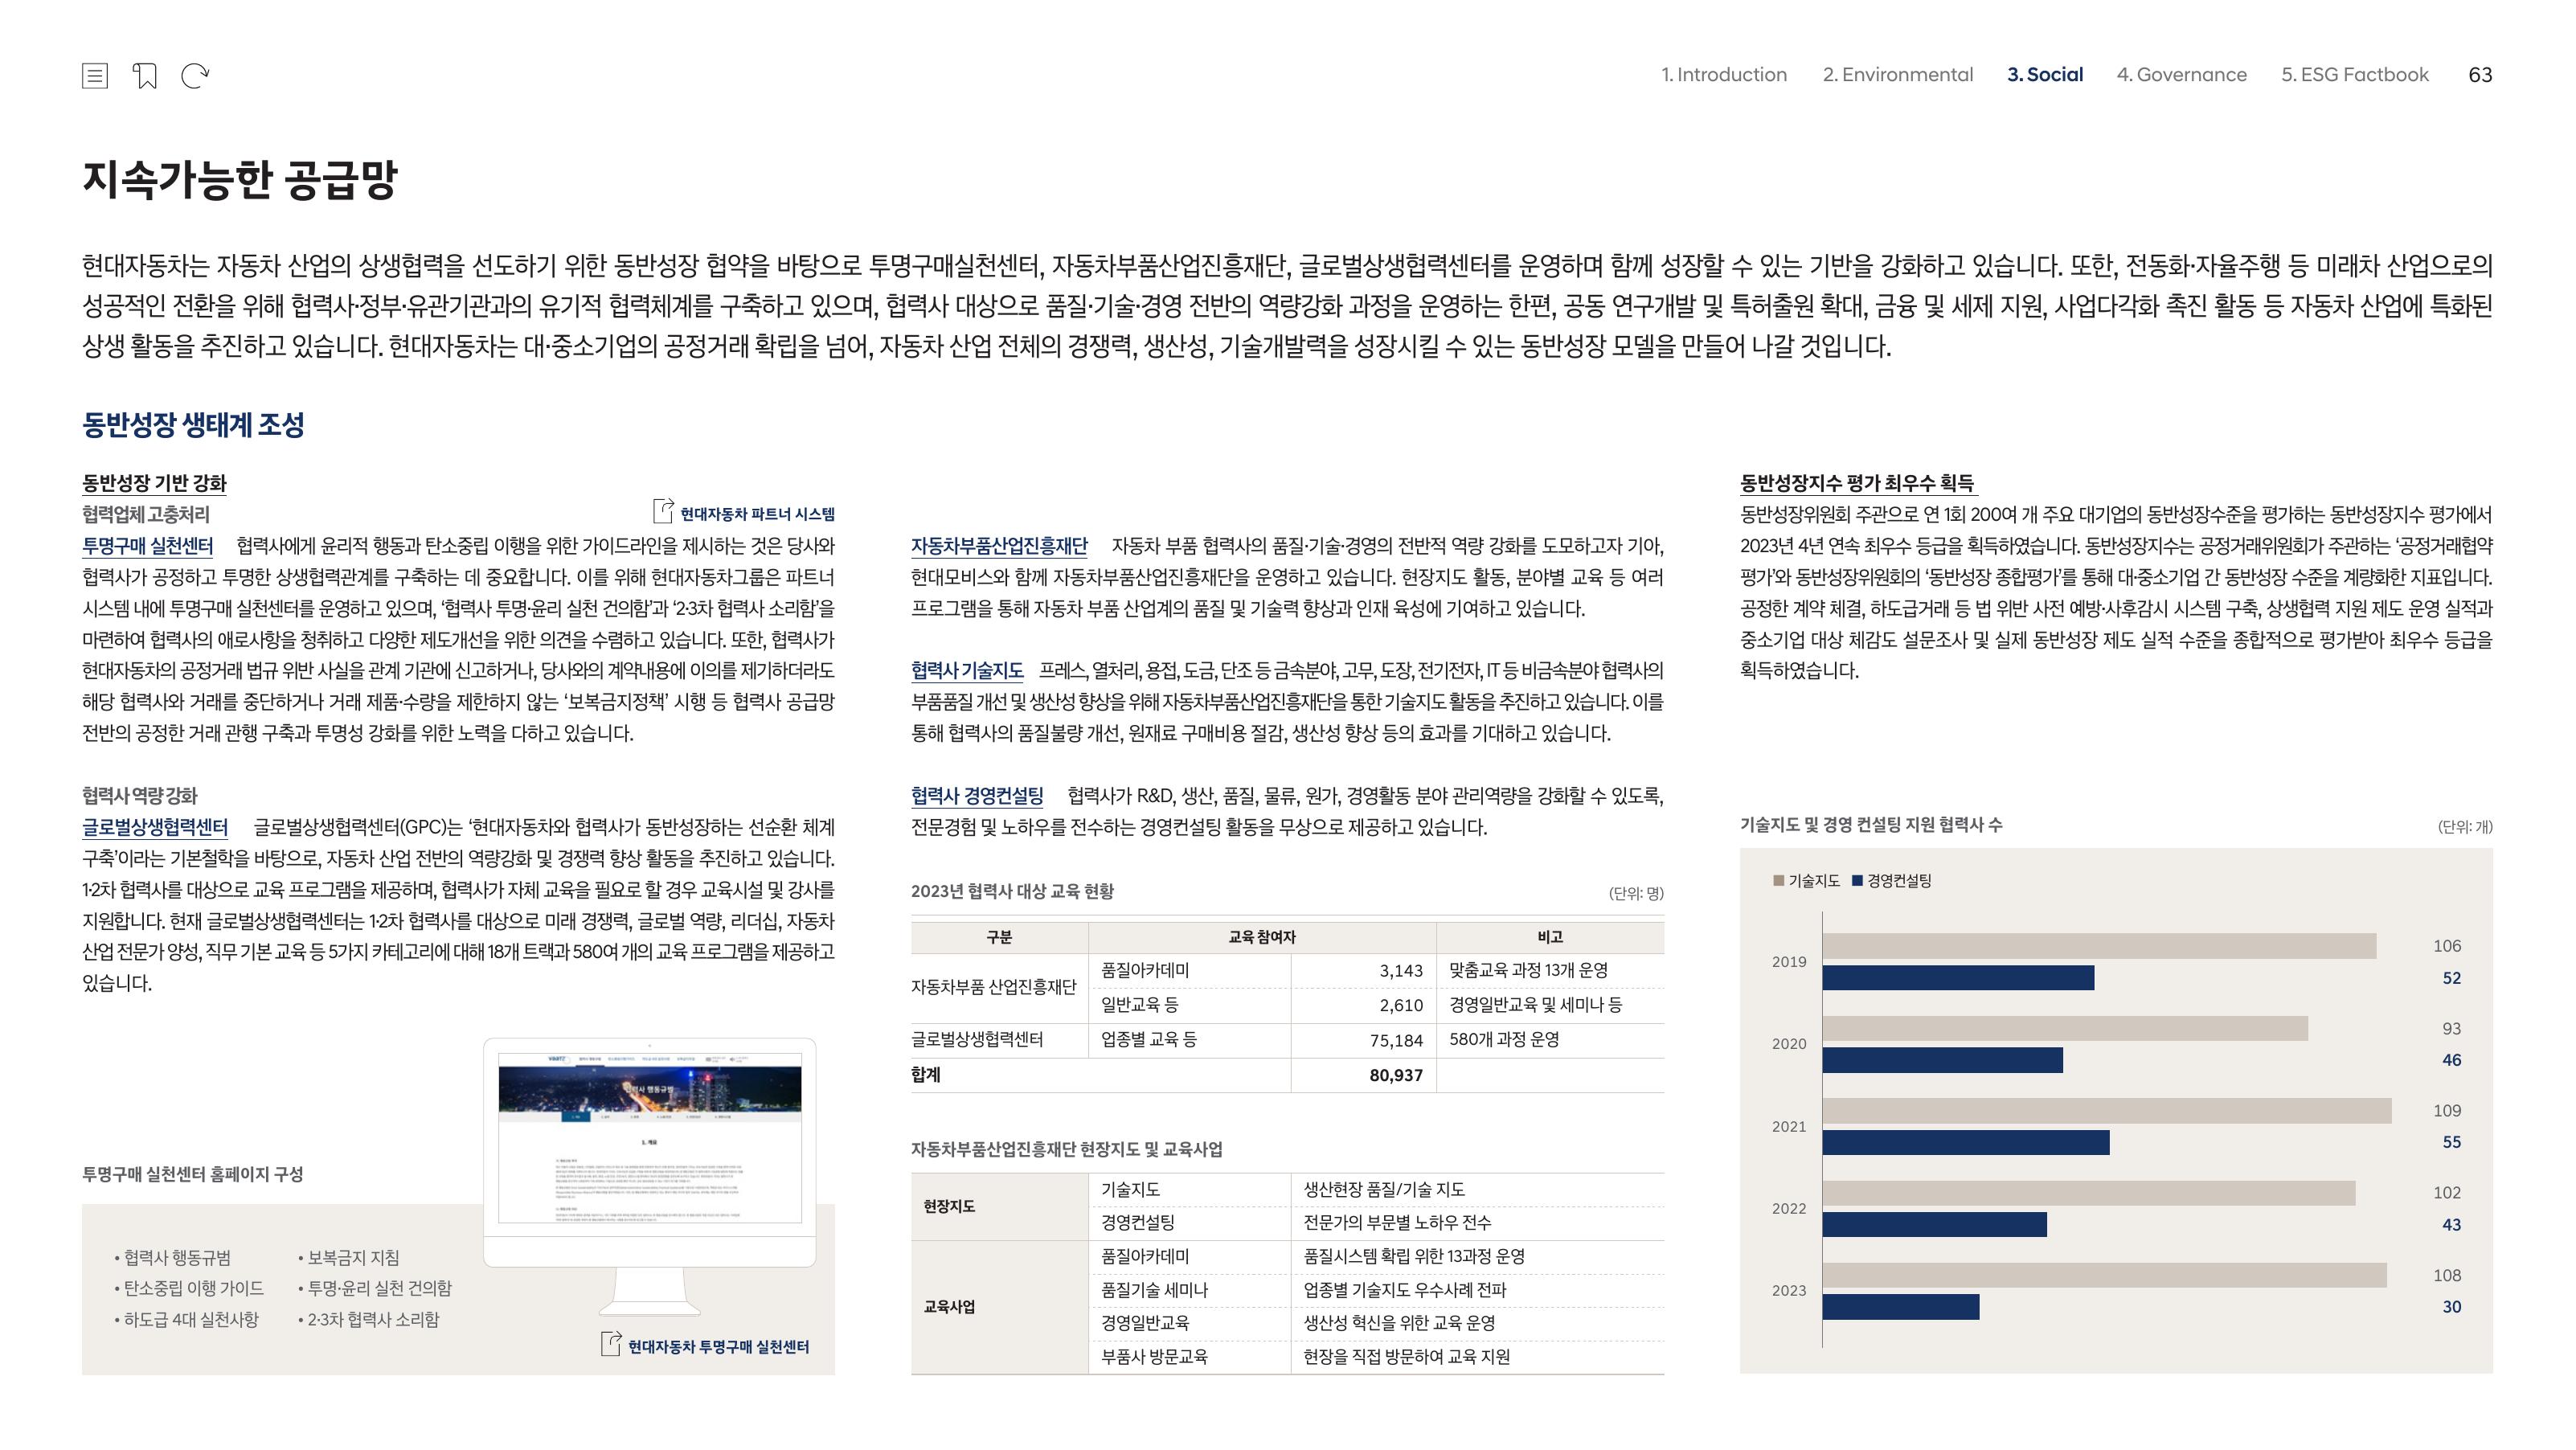 1. Introduction 2. Environmental 3. Social 4. Governance 5. ESG Factbook 63
지속가능한 공급망
현대자동차는 자동차 산업의 상생협력을 선도하기 위한 동반성장 협약을 바탕으로 투명구매실천센터, 자동차부품산업진흥재단, 글로벌상생협력센터를 운영하며 함께 성장할 수 있는 기반을 강화하고 있습니다. 또한, 전동화·자율주행 등 미래차 산업으로의
성공적인 전환을 위해 협력사·정부·유관기관과의 유기적 협력체계를 구축하고 있으며, 협력사 대상으로 품질·기술·경영 전반의 역량강화 과정을 운영하는 한편, 공동 연구개발 및 특허출원 확대, 금융 및 세제 지원, 사업다각화 촉진 활동 등 자동차 산업에 특화된
상생 활동을 추진하고 있습니다. 현대자동차는 대·중소기업의 공정거래 확립을 넘어, 자동차 산업 전체의 경쟁력, 생산성, 기술개발력을 성장시킬 수 있는 동반성장 모델을 만들어 나갈 것입니다.
동반성장 생태계 조성
동반성장 기반 강화
협력업체 고충처리
현대자동차 파트너 시스템
투명구매 실천센터 협력사에게 윤리적 행동과 탄소중립 이행을 위한 가이드라인을 제시하는 것은 당사와
협력사가 공정하고 투명한 상생협력관계를 구축하는 데 중요합니다. 이를 위해 현대자동차그룹은 파트너
시스템 내에 투명구매 실천센터를 운영하고 있으며, ‘협력사 투명·윤리 실천 건의함’과 ‘2·3차 협력사 소리함’을
마련하여 협력사의 애로사항을 청취하고 다양한 제도개선을 위한 의견을 수렴하고 있습니다. 또한, 협력사가
현대자동차의 공정거래 법규 위반 사실을 관계 기관에 신고하거나, 당사와의 계약내용에 이의를 제기하더라도
해당 협력사와 거래를 중단하거나 거래 제품·수량을 제한하지 않는 ‘보복금지정책’ 시행 등 협력사 공급망
전반의 공정한 거래 관행 구축과 투명성 강화를 위한 노력을 다하고 있습니다.
협력사 역량 강화
글로벌상생협력센터 글로벌상생협력센터(GPC)는 ‘현대자동차와 협력사가 동반성장하는 선순환 체계
구축’이라는 기본철학을 바탕으로, 자동차 산업 전반의 역량강화 및 경쟁력 향상 활동을 추진하고 있습니다.
1·2차 협력사를 대상으로 교육 프로그램을 제공하며, 협력사가 자체 교육을 필요로 할 경우 교육시설 및 강사를
지원합니다. 현재 글로벌상생협력센터는 1·2차 협력사를 대상으로 미래 경쟁력, 글로벌 역량, 리더십, 자동차
산업 전문가 양성, 직무 기본 교육 등 5가지 카테고리에 대해 18개 트랙과 580여 개의 교육 프로그램을 제공하고
있습니다.
투명구매 실천센터 홈페이지 구성
• 협력사 행동규범
• 탄소중립 이행 가이드
• 하도급 4대 실천사항
• 보복금지 지침
• 투명·윤리 실천 건의함
• 2·3차 협력사 소리함
협력사 행동규범
1. 개요
현대자동차 투명구매 실천센터
자동차부품산업진흥재단 자동차 부품 협력사의 품질·기술·경영의 전반적 역량 강화를 도모하고자 기아,
현대모비스와 함께 자동차부품산업진흥재단을 운영하고 있습니다. 현장지도 활동, 분야별 교육 등 여러
프로그램을 통해 자동차 부품 산업계의 품질 및 기술력 향상과 인재 육성에 기여하고 있습니다.
협력사 기술지도 프레스, 열처리, 용접, 도금, 단조 등 금속분야, 고무, 도장, 전기전자, IT 등 비금속분야 협력사의
부품품질 개선 및 생산성 향상을 위해 자동차부품산업진흥재단을 통한 기술지도 활동을 추진하고 있습니다. 이를
통해 협력사의 품질불량 개선, 원재료 구매비용 절감, 생산성 향상 등의 효과를 기대하고 있습니다.
협력사 경영컨설팅 협력사가 R&D, 생산, 품질, 물류, 원가, 경영활동 분야 관리역량을 강화할 수 있도록,
전문경험 및 노하우를 전수하는 경영컨설팅 활동을 무상으로 제공하고 있습니다.
2023년 협력사 대상 교육 현황 (단위: 명)
구분 교육 참여자 비고
자동차부품 산업진흥재단 품질아카데미 3,143 맞춤교육 과정 13개 운영
일반교육 등 2,610 경영일반교육 및 세미나 등
글로벌상생협력센터 업종별 교육 등 75,184 580개 과정 운영
합계 80,937
자동차부품산업진흥재단 현장지도 및 교육사업
현장지도 기술지도 생산현장 품질/기술 지도
경영컨설팅 전문가의 부문별 노하우 전수
교육사업 품질아카데미 품질시스템 확립 위한 13과정 운영
품질기술 세미나 업종별 기술지도 우수사례 전파
경영일반교육 생산성 혁신을 위한 교육 운영
부품사 방문교육 현장을 직접 방문하여 교육 지원
동반성장지수 평가 최우수 획득
동반성장위원회 주관으로 연 1회 200여 개 주요 대기업의 동반성장수준을 평가하는 동반성장지수 평가에서
2023년 4년 연속 최우수 등급을 획득하였습니다. 동반성장지수는 공정거래위원회가 주관하는 ‘공정거래협약
평가’와 동반성장위원회의 ‘동반성장 종합평가’를 통해 대·중소기업 간 동반성장 수준을 계량화한 지표입니다.
공정한 계약 체결, 하도급거래 등 법 위반 사전 예방·사후감시 시스템 구축, 상생협력 지원 제도 운영 실적과
중소기업 대상 체감도 설문조사 및 실제 동반성장 제도 실적 수준을 종합적으로 평가받아 최우수 등급을
획득하였습니다.
기술지도 및 경영 컨설팅 지원 협력사 수 (단위: 개)
기술지도 경영컨설팅
2019 106
52
2020 93
46
2021 109
55
2022 102
43
2023 108
30